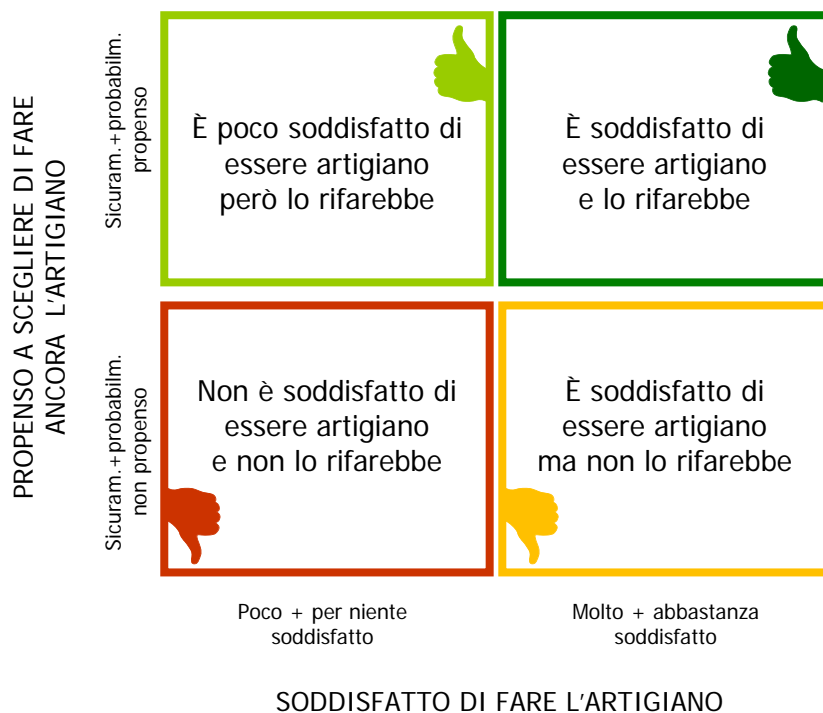 PROPENSO A SCEGLIERE DI FARE
ANCORA L'ARTIGIANO
Sicuram.+probabilm.
propenso
È poco soddisfatto di
essere artigiano
però lo rifarebbe
È soddisfatto di
essere artigiano
e lo rifarebbe
Sicuram.+probabilm.
non propenso
Non è soddisfatto di
essere artigiano
e non lo rifarebbe
È soddisfatto di
essere artigiano
ma non lo rifarebbe
Poco + per niente
soddisfatto
Molto + abbastanza
soddisfatto
SODDISFATTO DI FARE L'ARTIGIANO